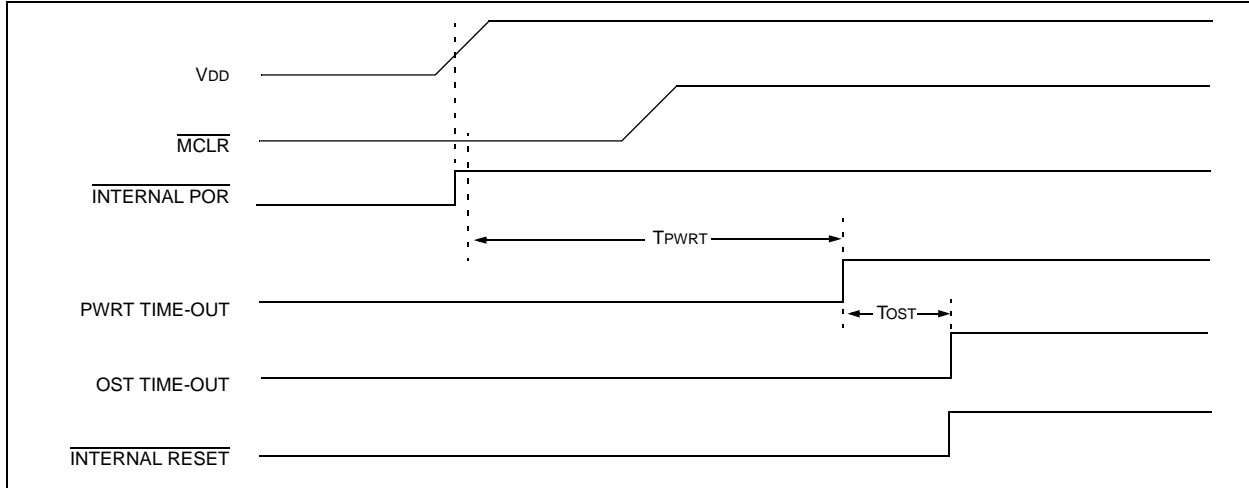 VDD
MCLR
INTERNAL POR
TPWRT
PWRT TIME-OUT
TOST
OST TIME-OUT
INTERNAL RESET